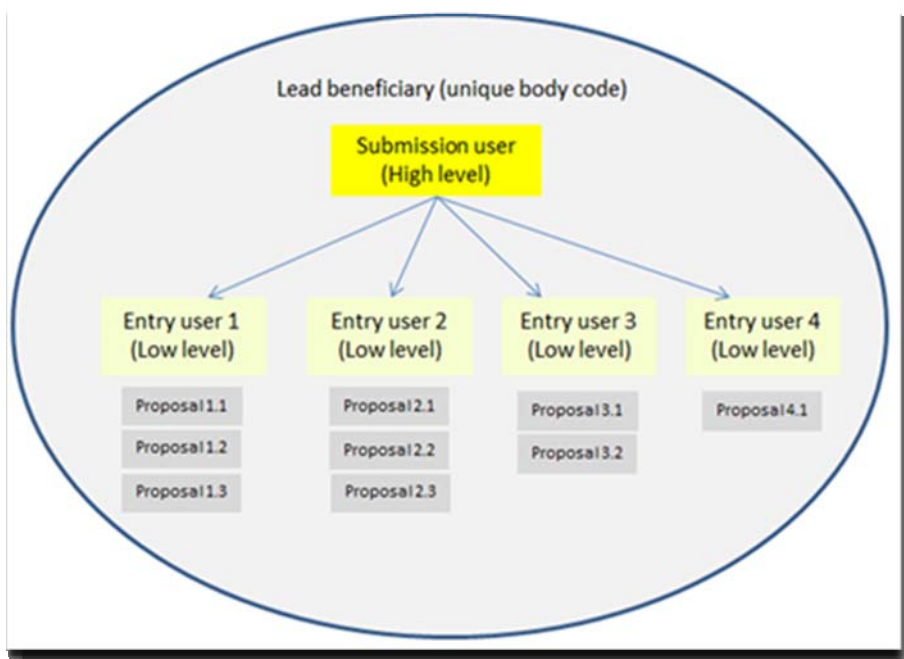 Lead beneficiary (unique body code)
Submission user
(High level)
Entry user 1
(Low level)
Entry user 2
(Low level)
Entry user 3
(Low level)
Entry user 4
(Low level)
Proposal 1.1
Proposal 1.2
Proposal 1.3
Proposal 2.1
Proposal 2.2
Proposal 2.3
Proposal 3.1
Proposal 3.2
Proposal 4.1